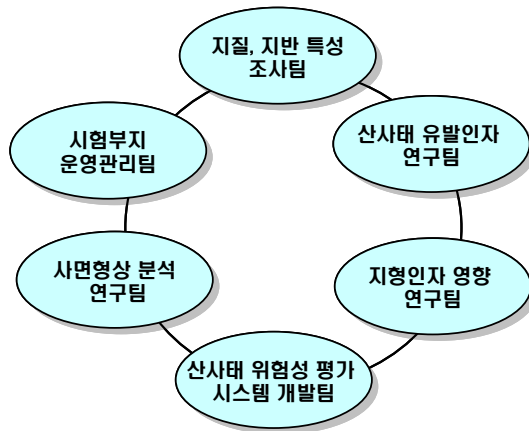 지질, 지반 특성
조사팀
시험부지
운영관리팀
산사태 유발인자
연구팀
사면형상 분석
연구팀
지형인자 영향
연구팀
산사태 위험성 평가
시스템 개발팀